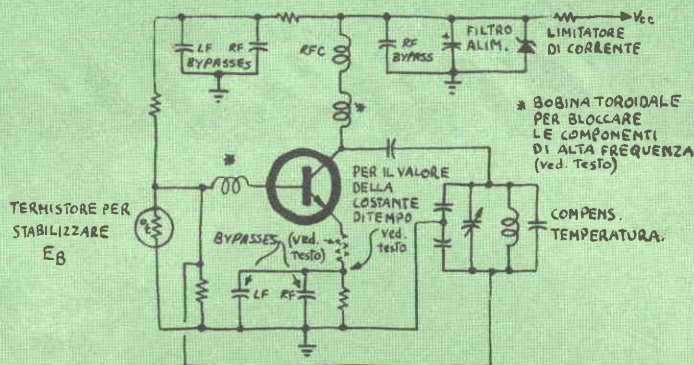 LF RF
BYPASSES
RFC
RF
BYPASS
+
FILTRO
ALIM.
Vcc
LIMITATORE
DI CORRENTE
* BOBINA TOROIDALE
PER BLOCCARE
LE COMPONENTI
DI ALTA FREQUENZA
(ved. Testo)
*
*
PER IL VALORE
DELLA
COSTANTE
DI TEMPO
ved.
testo
TERMISTORE PER
STABILIZZARE
EB
t°
BYPASSES (ved.
Testo)
LF RF
COMPENS.
TEMPERATURA.